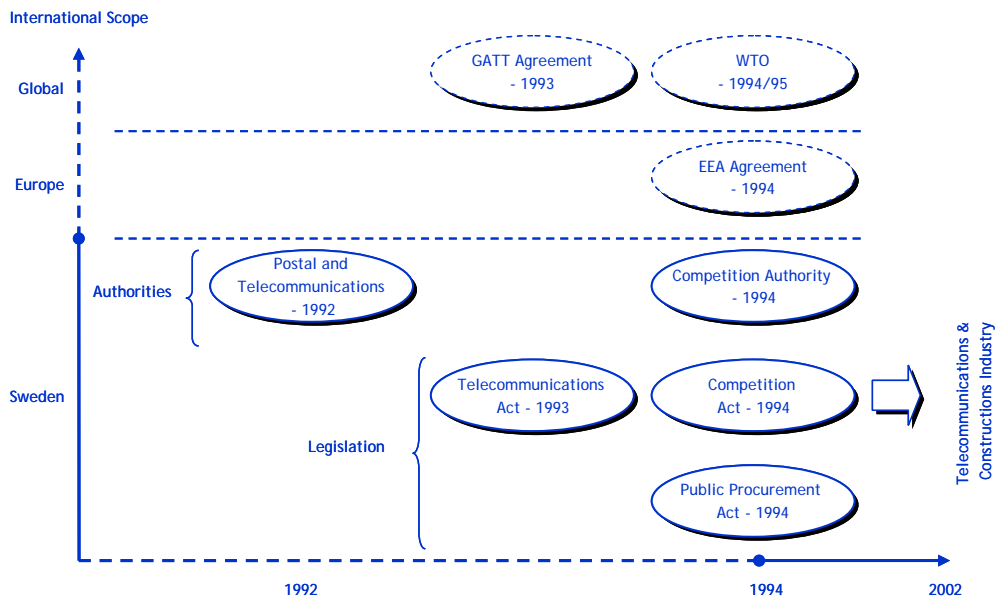 International Scope
Global
GATT Agreement
- 1993
WTO
- 1994/95
Europe
EEA Agreement
- 1994
Authorities
Postal and
Telecommunications
- 1992
Competition Authority
- 1994
Sweden
Legislation
Telecommunications
Act - 1993
Competition
Act - 1994
Public Procurement
Act - 1994
Telecommunications &
Constructions Industry
1992
1994
2002